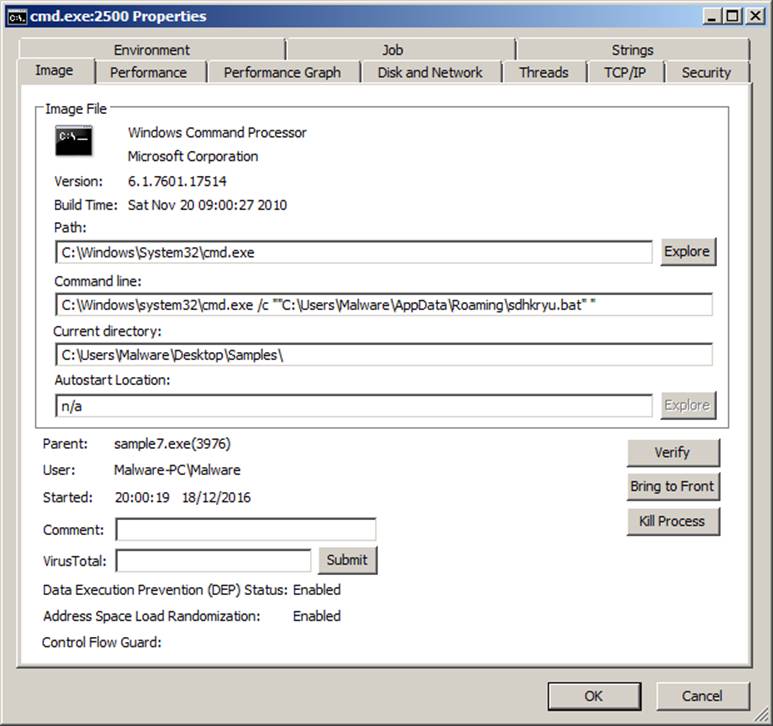 cmd.exe:2500 Properties
Environment Job Strings
Image Performance Performance Graph Disk and Network Threads TCP/IP Security
Image File
C:\.
Windows Command Processor
Microsoft Corporation
Version: 6.1.7601.17514
Build Time: Sat Nov 20 09:00:27 2010
Path:
C:\Windows\System32\cmd.exe Explore
Command line:
C:\Windows\system32\cmd.exe /c ""C:\Users\Malware\AppData\Roaming\sdhkryu.bat" "
Current directory:
C:\Users\Malware\Desktop\Samples\
Autostart Location:
n/a Explore
Parent: sample7.exe(3976)
User: Malware-PC\Malware
Started: 20:00:19 18/12/2016
Verify
Bring to Front
Kill Process
Comment:
VirusTotal: Submit
Data Execution Prevention (DEP) Status: Enabled
Address Space Load Randomization: Enabled
Control Flow Guard:
OK Cancel